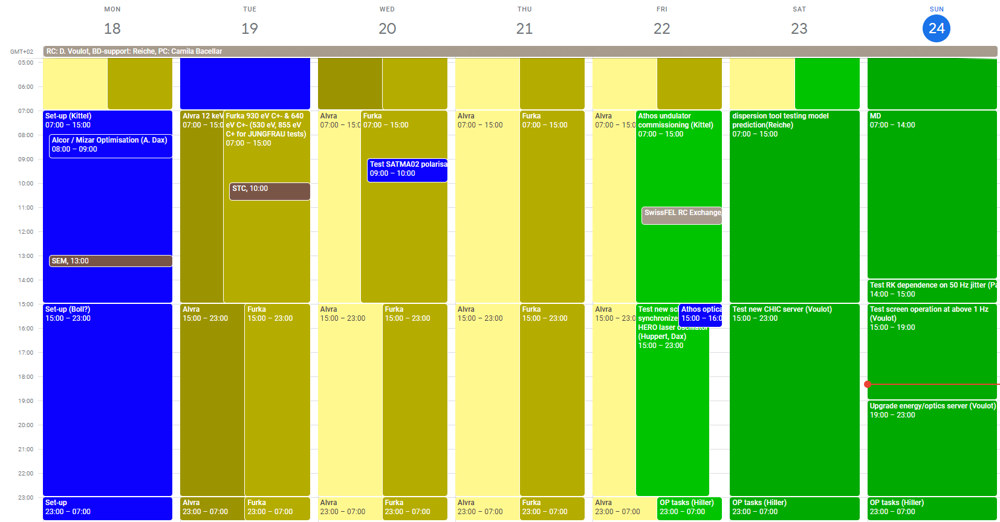 MON
TUE
WED
THU
FRI
SAT
SUN
18
19
20
21
22
23
24
GMT+02
RC: D. Voulot, BD-support: Reiche, PC: Camila Bacellar
05:00
06:00
07:00
08:00
09:00
10:00
11:00
12:00
13:00
14:00
15:00
16:00
17:00
18:00
19:00
20:00
21:00
22:00
23:00
Set-up (Kittel)
07:00 – 15:00
Alcor / Mizar Optimisation (A. Dax)
08:00 – 09:00
SEM, 13:00
Set-up (Boll?)
15:00 – 23:00
Set-up
23:00 – 07:00
Alvra 12 keV
07:00 – 15:0
Furka 930 eV C+- & 640
eV C+- (530 eV, 855 eV
C+ for JUNGFRAU tests)
07:00 – 15:00
STC, 10:00
Alvra
15:00 – 23:00
Furka
15:00 – 23:00
Alvra
23:00 – 07:00
Furka
23:00 – 07:00
Alvra
07:00 – 15:0
Furka
07:00 – 15:00
Test SATMA02 polarisa
09:00 – 10:00
Alvra
15:00 – 23:00
Furka
15:00 – 23:00
Alvra
23:00 – 07:00
Furka
23:00 – 07:00
Alvra
07:00 – 15:00
Furka
07:00 – 15:00
Alvra
15:00 – 23:00
Furka
15:00 – 23:00
Alvra
23:00 – 07:00
Furka
23:00 – 07:00
Alvra
07:00 – 15:0
Athos undulator
commissioning (Kittel)
07:00 – 15:00
SwissFEL RC Exchange,
Alvra
15:00 – 23:0
Test new sc
synchronize
HERO laser oscillator
(Huppert, Dax)
15:00 – 23:00
Athos optica
15:00 – 16:0
Alvra
23:00 – 07:00
OP tasks (Hiller)
23:00 – 07:00
dispersion tool testing model
prediction(Reiche)
07:00 – 15:00
Test new CHIC server (Voulot)
15:00 – 23:00
OP tasks (Hiller)
23:00 – 07:00
MD
07:00 – 14:00
Test RK dependence on 50 Hz jitter (Pa
14:00 – 15:00
Test screen operation at above 1 Hz
(Voulot)
15:00 – 19:00
Upgrade energy/optics server (Voulot)
19:00 – 23:00
OP tasks (Hiller)
23:00 – 07:00